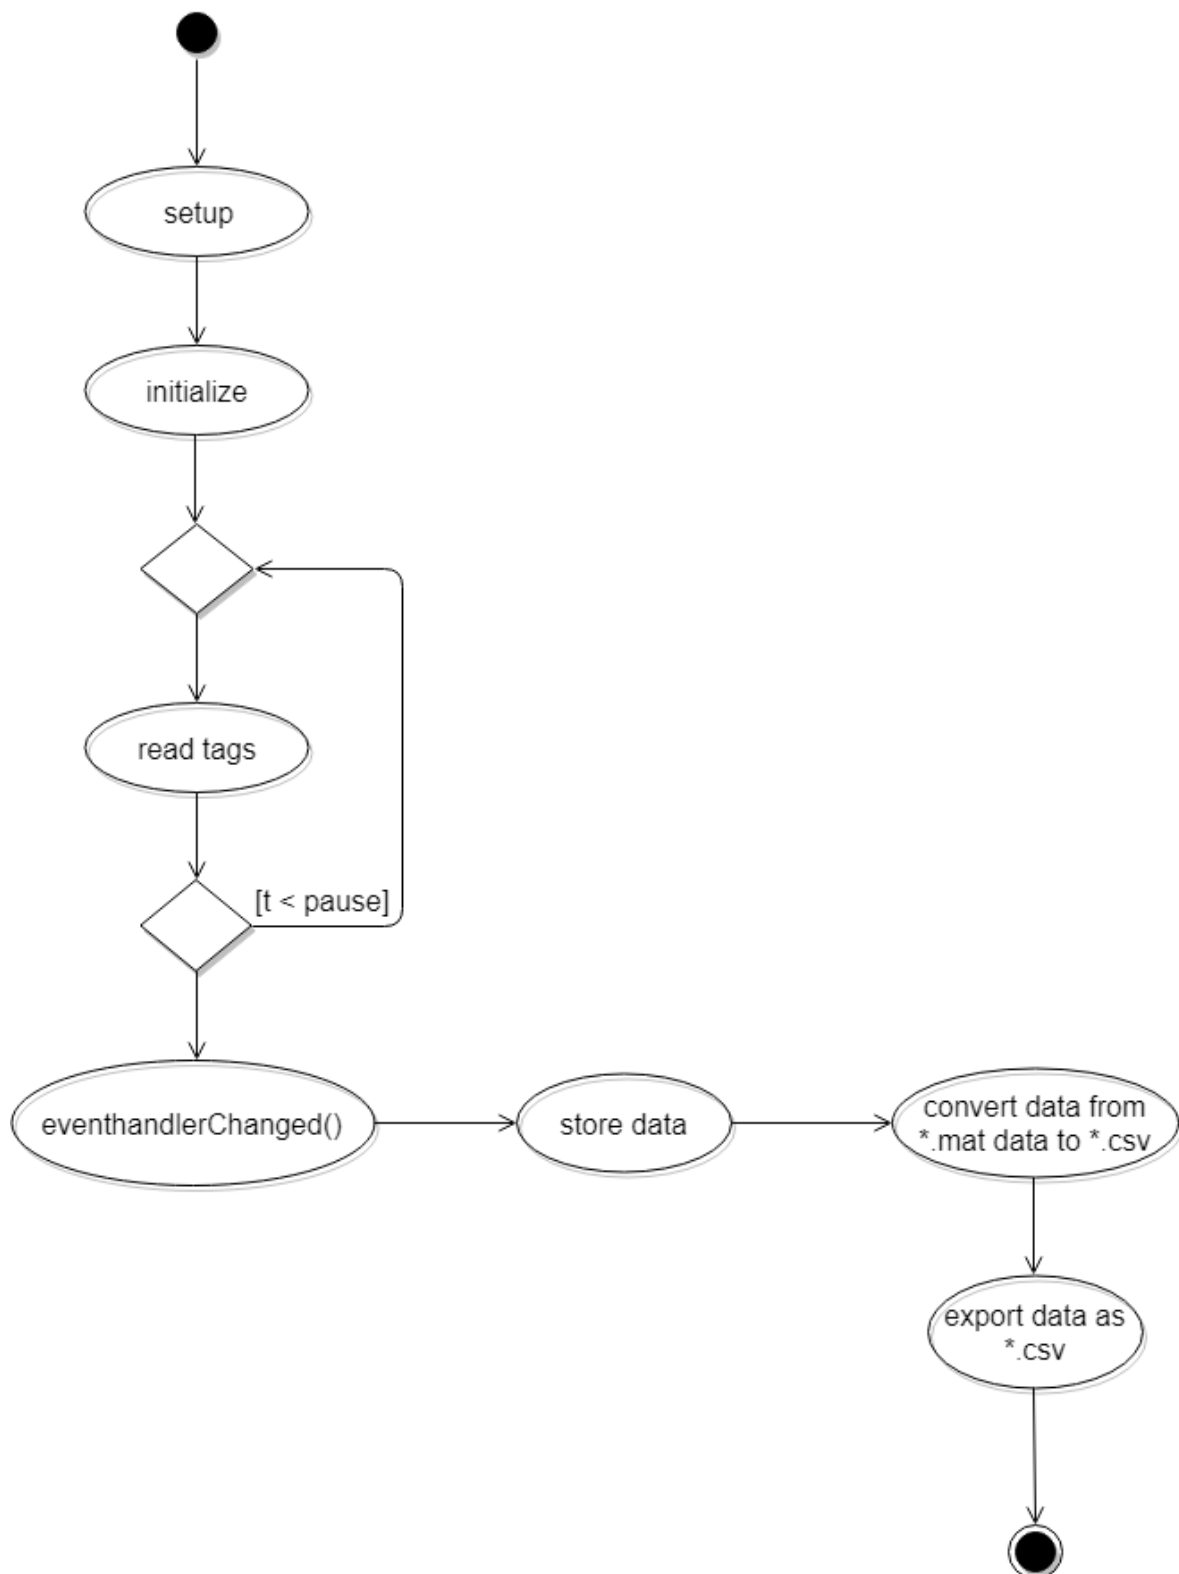 setup
initialize
read tags
[t < pause]
eventhandlerChanged()
store data
convert data from
*.mat data to *.csv
export data as
*.csv